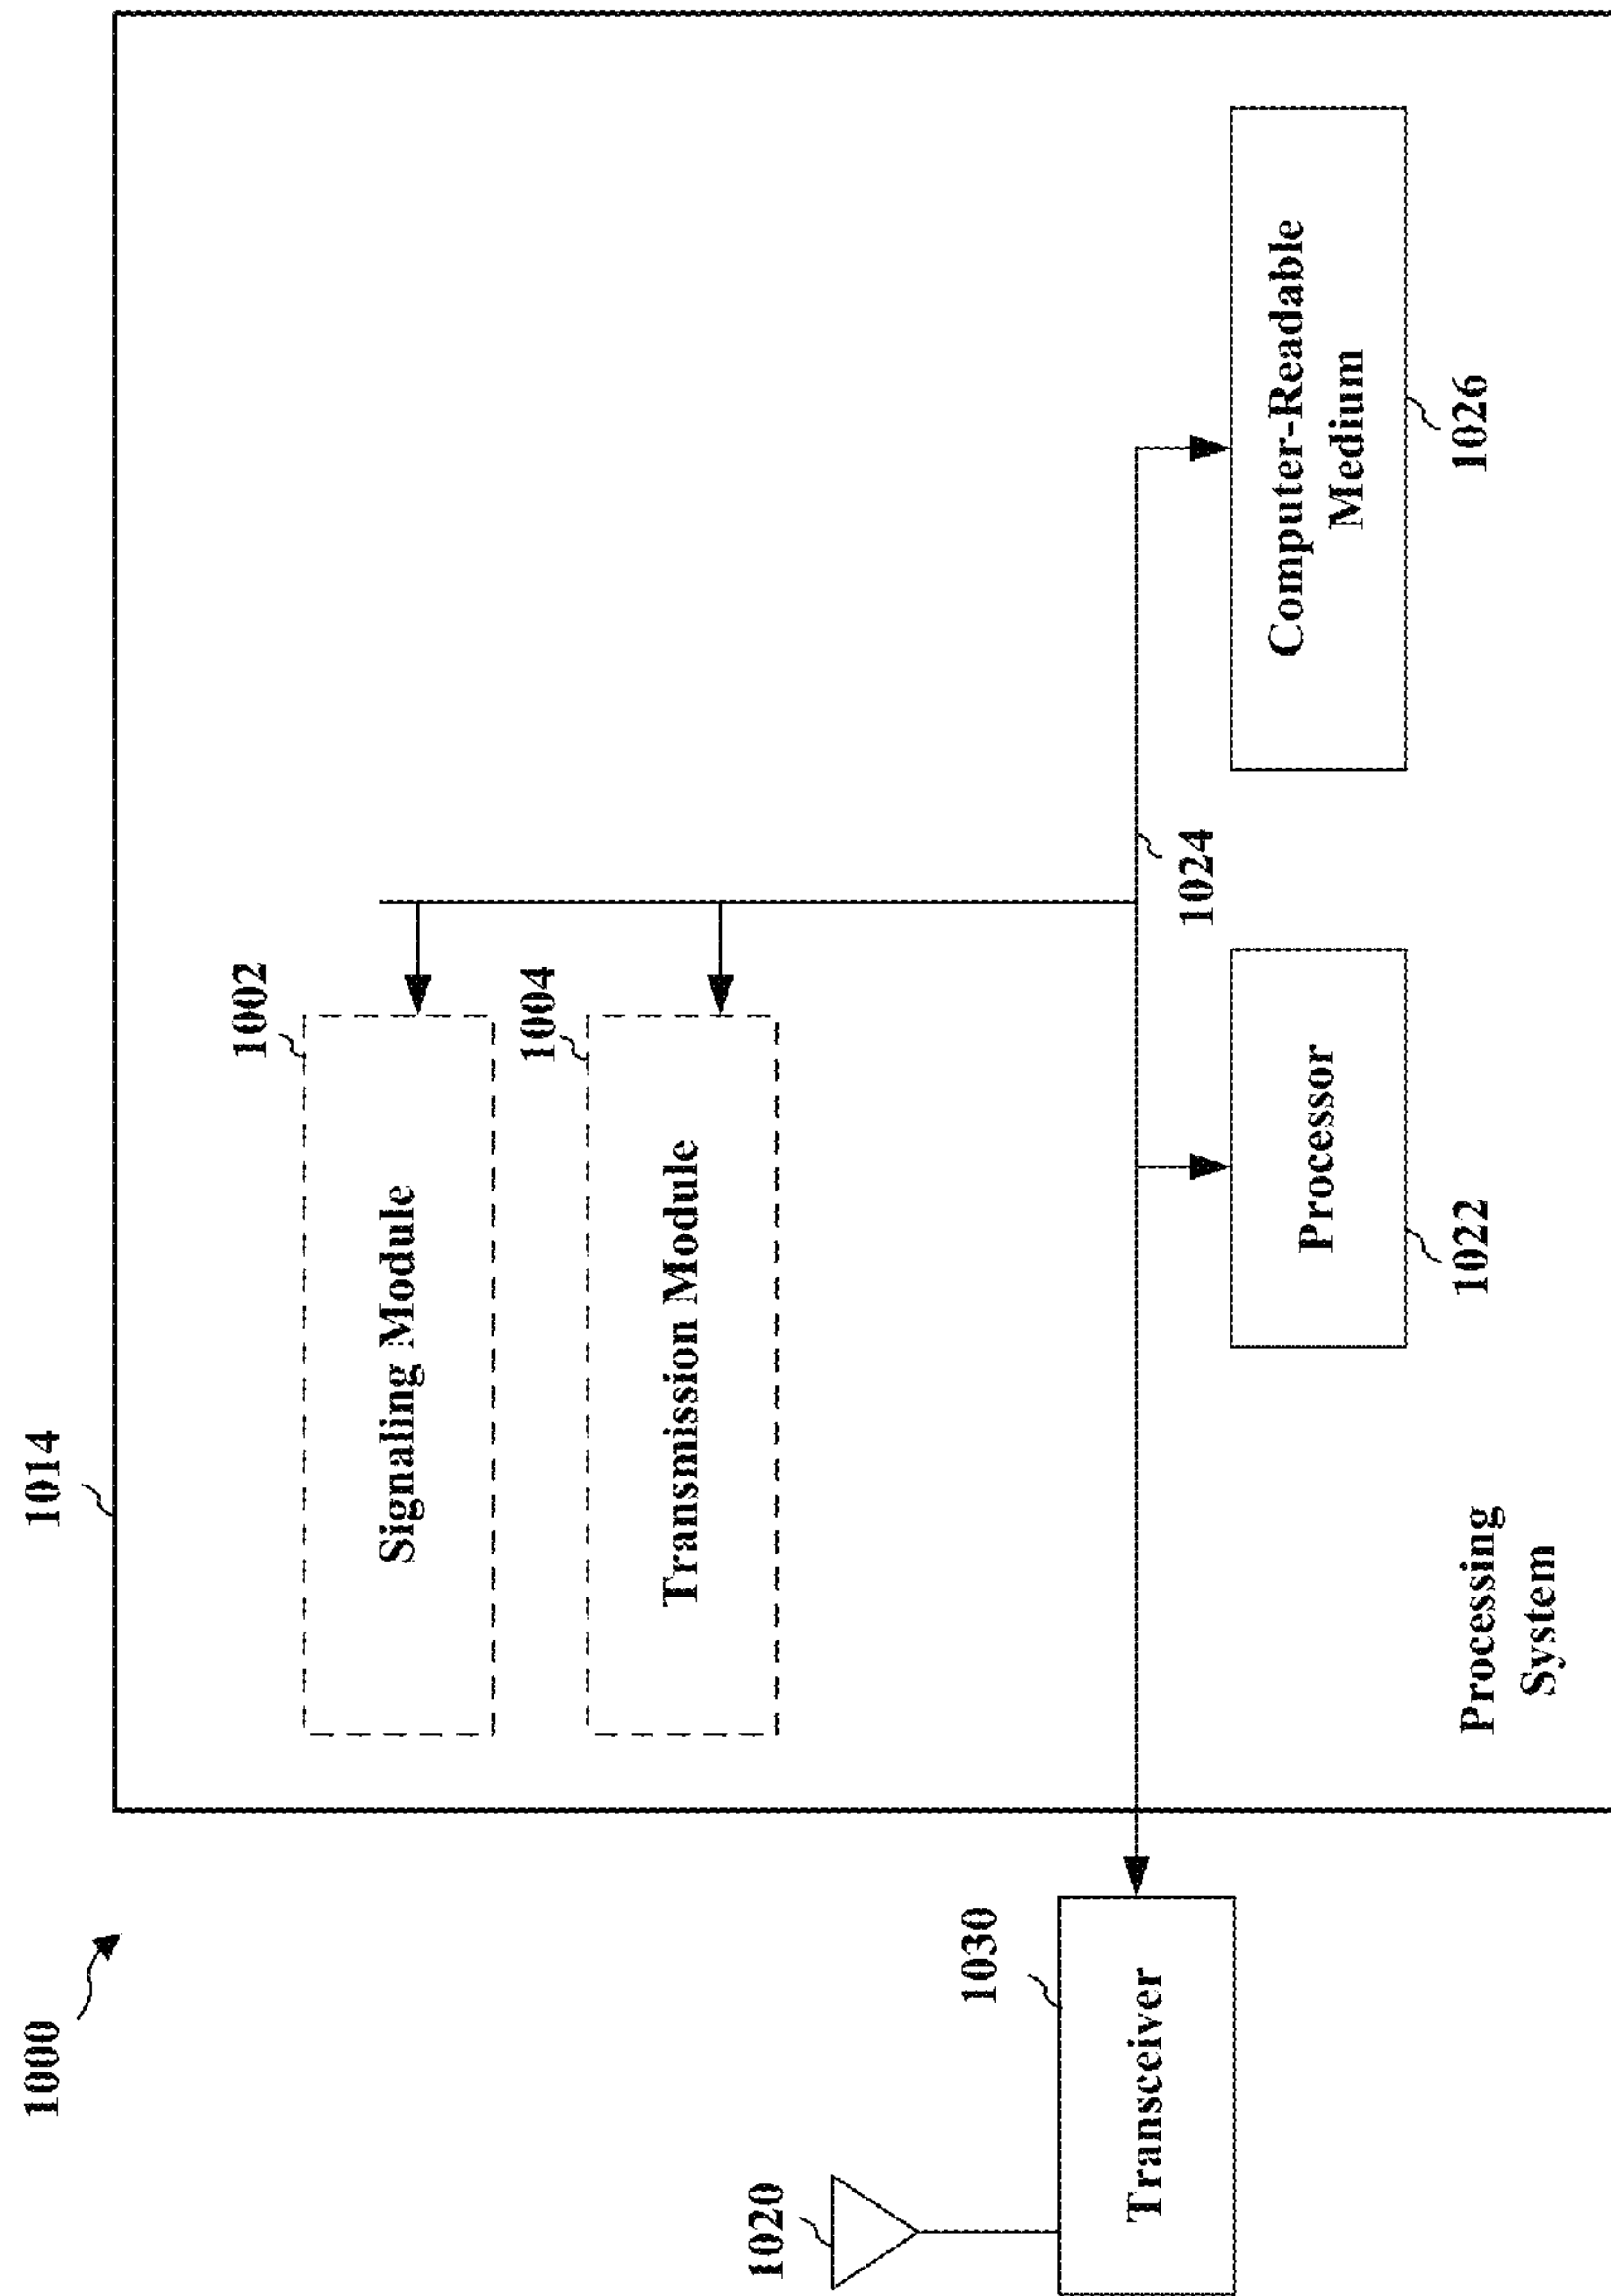 1000
1014
1002
Signaling Module
1004
Transmission Module
1020
1030
Transceiver
1024
Processor
1022
Computer-Readable
Medium
1026
Processing
System